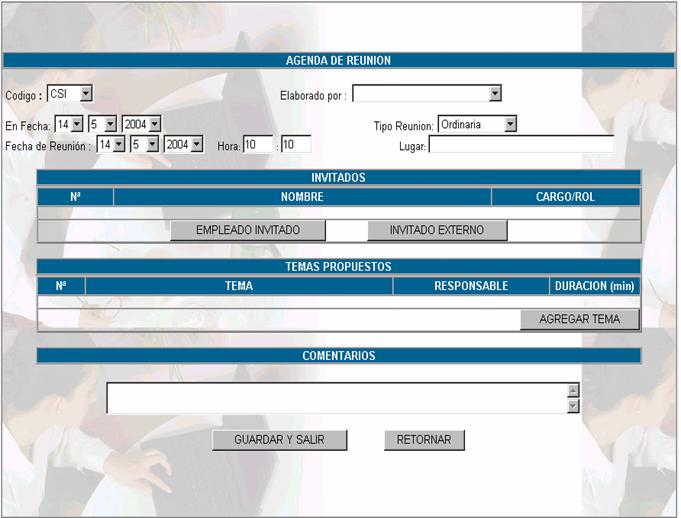 AGENDA DE REUNION
Codigo : CSI Elaborado por :
En Fecha: 14 5 2004 Tipo Reunion: Ordinaria
Fecha de Reunión : 14 5 2004 Hora: 10 : 10 Lugar:
INVITADOS
Nª NOMBRE CARGO/ROL
EMPLEADO INVITADO INVITADO EXTERNO
TEMAS PROPUESTOS
Nª TEMA RESPONSABLE DURACION (min)
AGREGAR TEMA
COMENTARIOS
GUARDAR Y SALIR RETORNAR